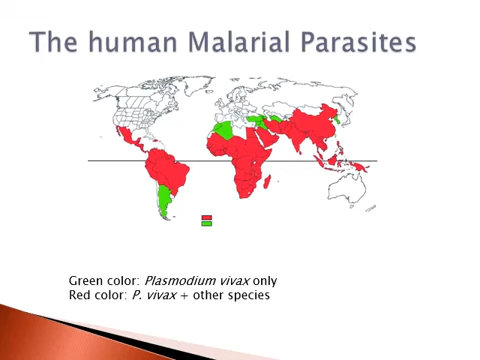 The human Malarial Parasites
Green color: Plasmodium vivax only
Red color: P. vivax + other species